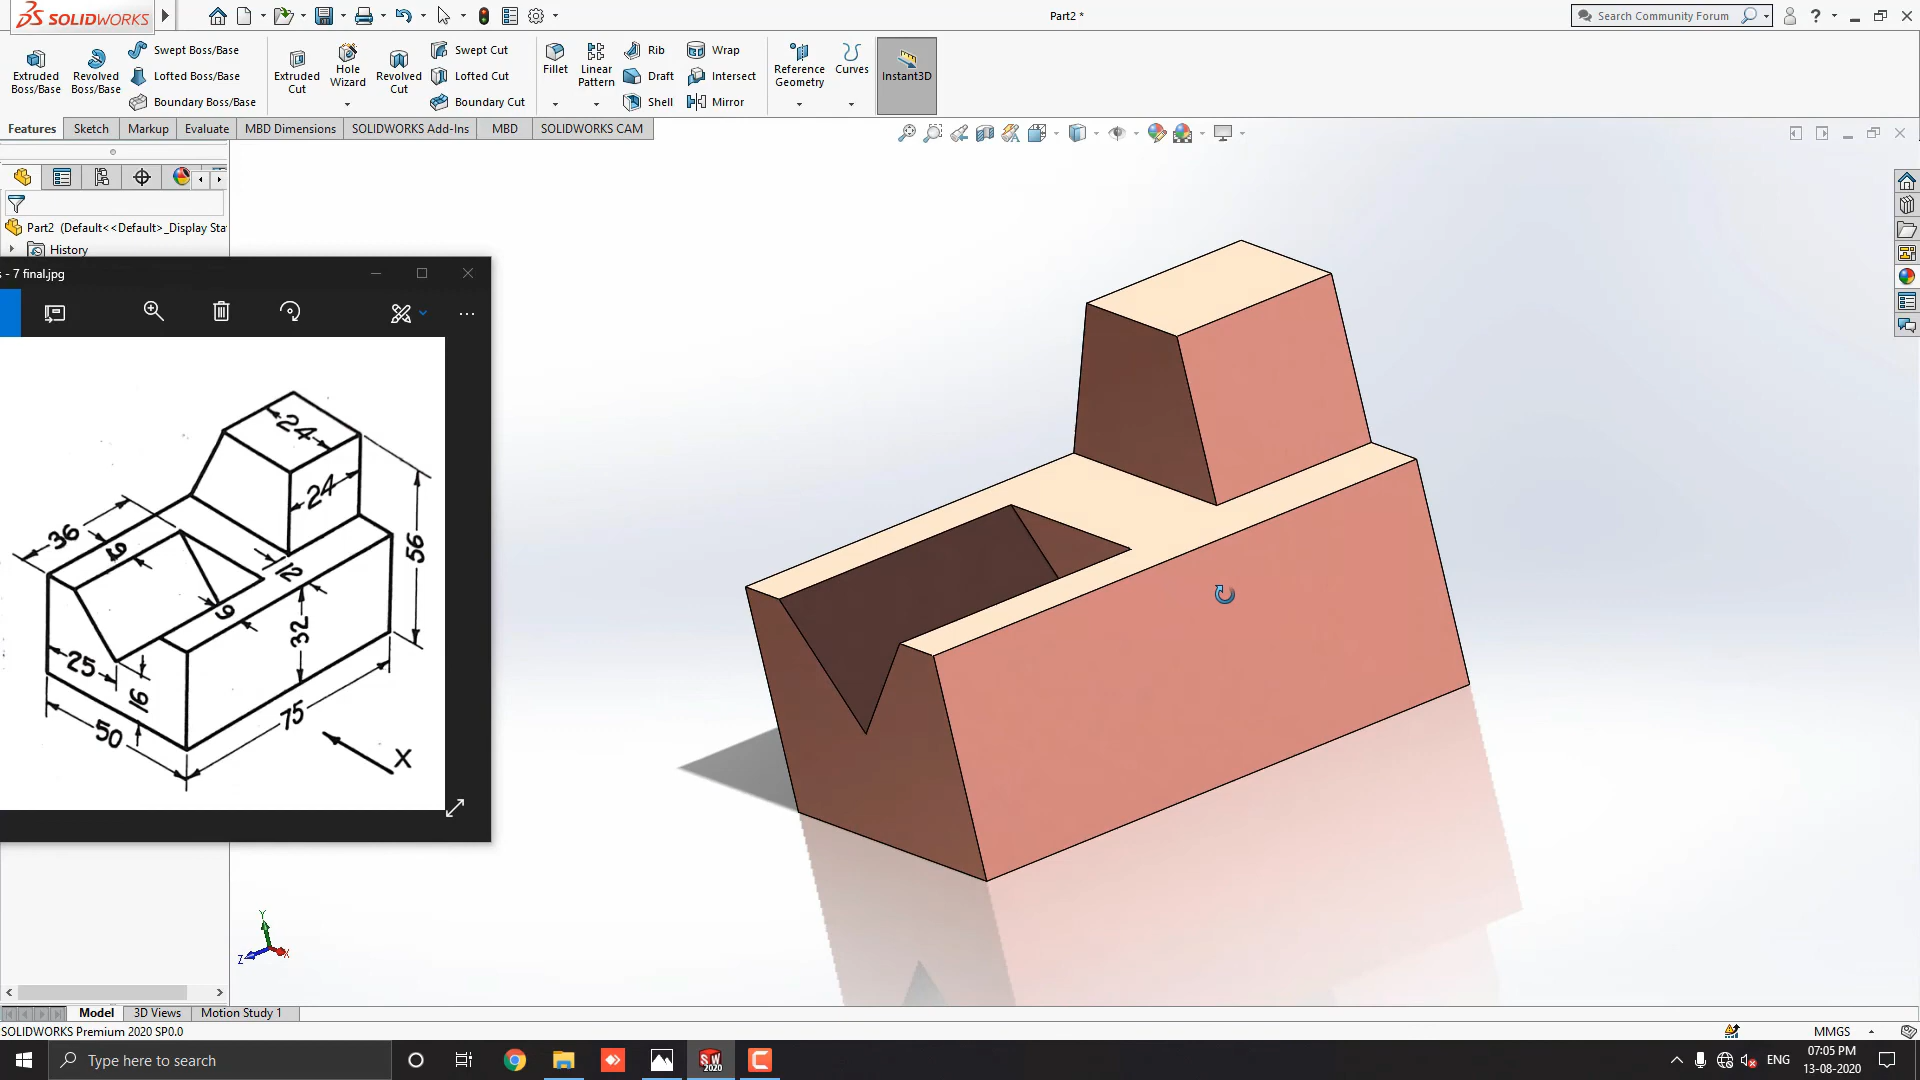 SOLIDWORKS
Part2 *
Search Community Forum
Extruded Boss/Base
Revolved Boss/Base
Swept Boss/Base
Lofted Boss/Base
Boundary Boss/Base
Extruded Cut
Hole Wizard
Revolved Cut
Swept Cut
Lofted Cut
Boundary Cut
Fillet
Linear Pattern
Rib
Draft
Shell
Wrap
Intersect
Mirror
Reference Geometry
Curves
Instant3D
Features
Sketch
Markup
Evaluate
MBD Dimensions
SOLIDWORKS Add-Ins
MBD
SOLIDWORKS CAM
Part2 (Default<<Default>_Display Sta
History
s - 7 final.jpg
24
24
36
9
12
9
56
32
25
16
50
75
X
Y
Z
X
Model
3D Views
Motion Study 1
SOLIDWORKS Premium 2020 SP0.0
MMGS
Type here to search
SW
2020
ENG
07:05 PM
13-08-2020